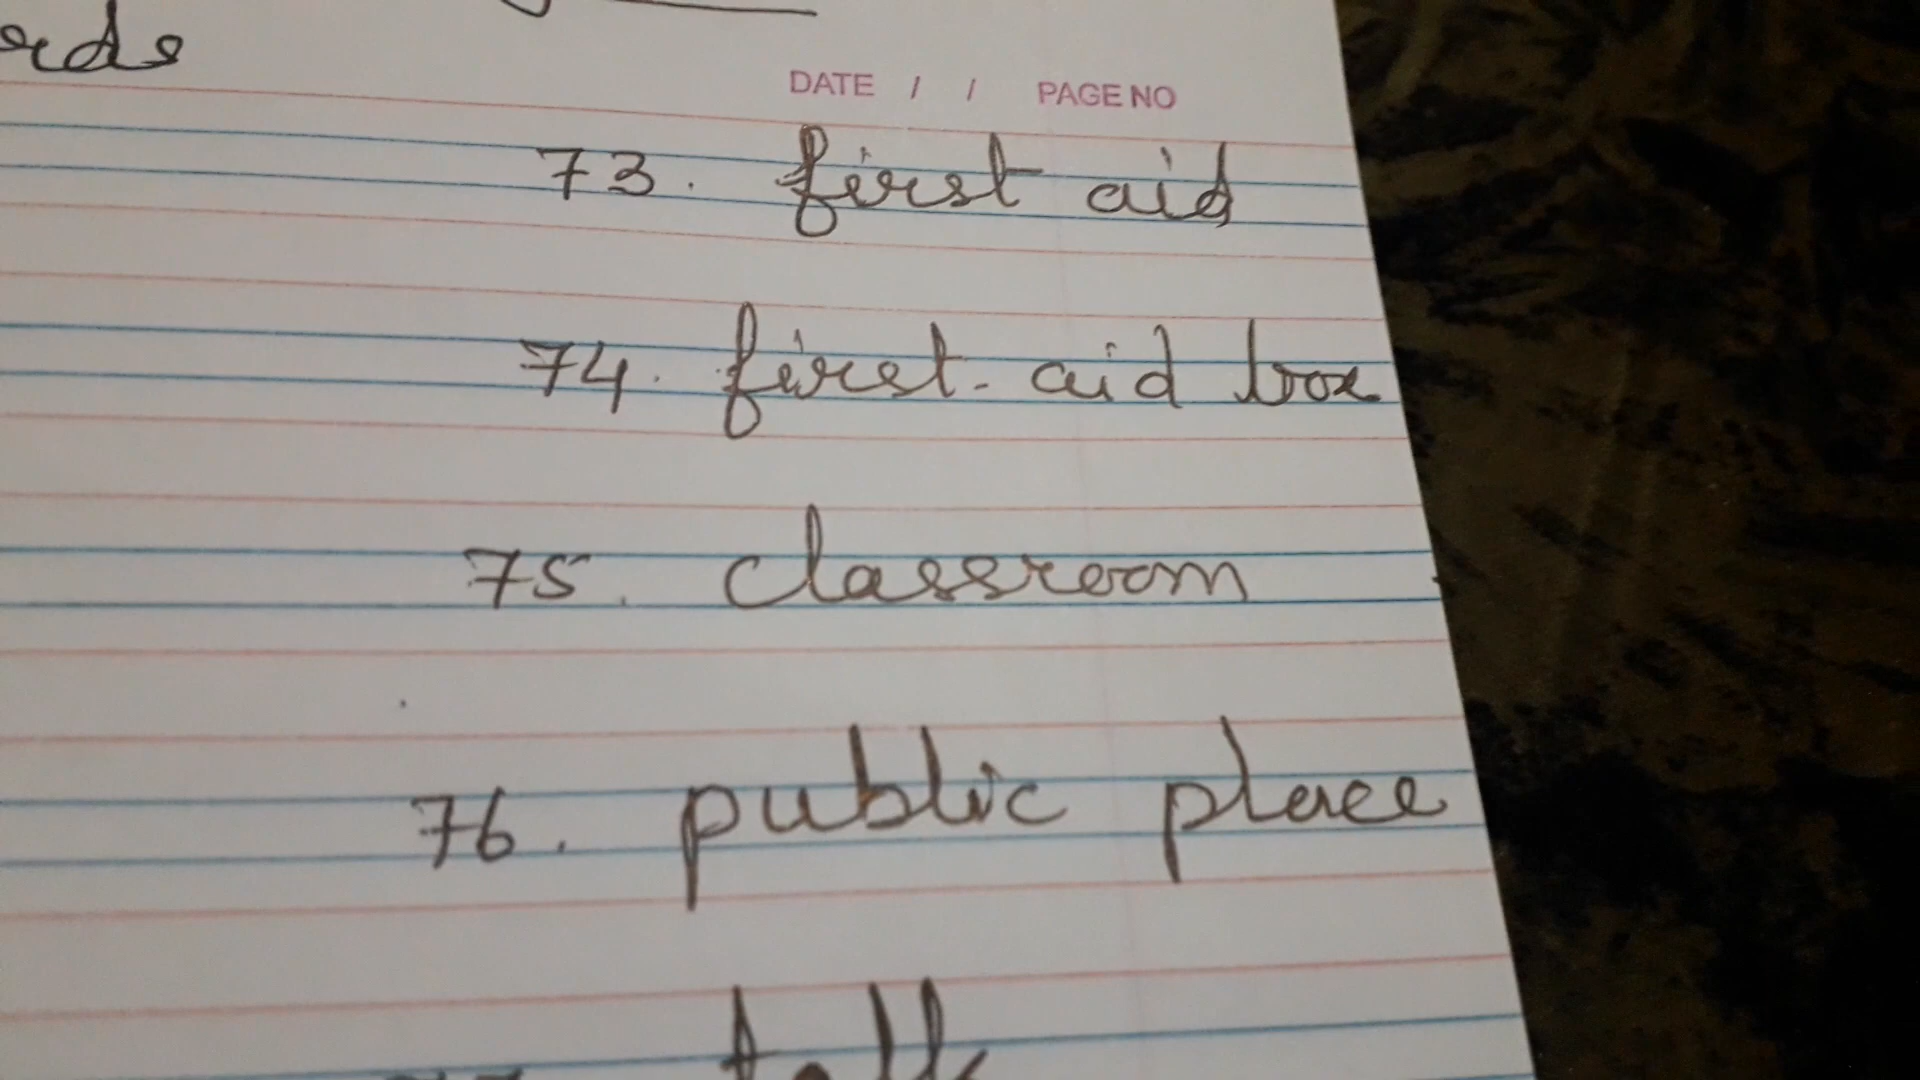 DATE / / PAGE NO
73. first aid
74. first-aid box
75. classroom
76. public place